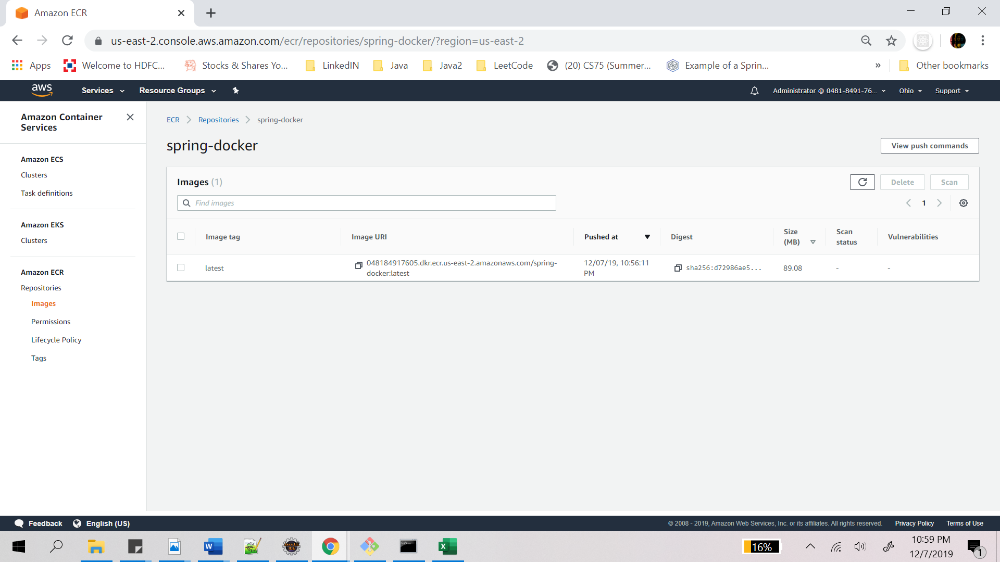 Amazon ECR
us-east-2.console.aws.amazon.com/ecr/repositories/spring-docker/?region=us-east-2
Apps
Welcome to HDFC...
Stocks & Shares Yo...
LinkedIN
Java
Java2
LeetCode
(20) CS75 (Summer...
Example of a Sprin...
»
Other bookmarks
aws
Services
Resource Groups
Administrator @ 0481-8491-76...
Ohio
Support
Amazon Container
Services
Amazon ECS
Clusters
Task definitions
Amazon EKS
Clusters
Amazon ECR
Repositories
Images
Permissions
Lifecycle Policy
Tags
ECR
Repositories
spring-docker
spring-docker
View push commands
Images (1)
Delete
Scan
Find images
1
Image tag
Image URI
Pushed at
Digest
Size
(MB)
Scan
status
Vulnerabilities
latest
048184917605.dkr.ecr.us-east-2.amazonaws.com/spring-
docker:latest
12/07/19, 10:56:11
PM
sha256:d72986ae5...
89.08
-
-
Feedback
English (US)
© 2008 - 2019, Amazon Web Services, Inc. or its affiliates. All rights reserved.
Privacy Policy
Terms of Use
16%
10:59 PM
12/7/2019
1